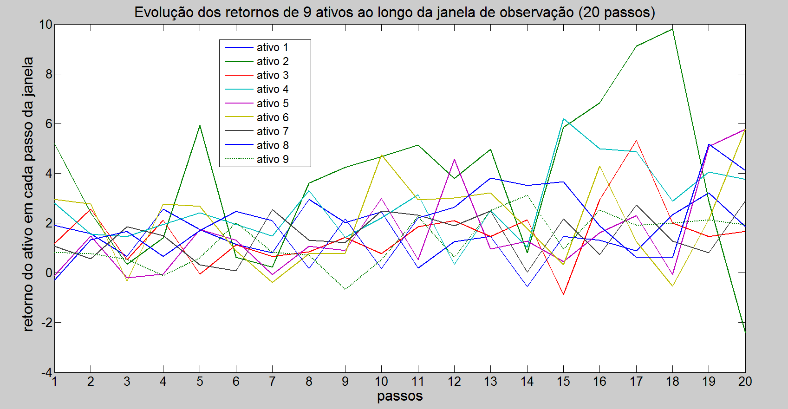 Evolução dos retornos de 9 ativos ao longo da janela de observação (20 passos)
retorno do ativo em cada passo da janela
10
8
6
4
2
0
-2
-4
ativo 1
ativo 2
ativo 3
ativo 4
ativo 5
ativo 6
ativo 7
ativo 8
ativo 9
1 2 3 4 5 6 7 8 9 10 11 12 13 14 15 16 17 18 19 20
passos